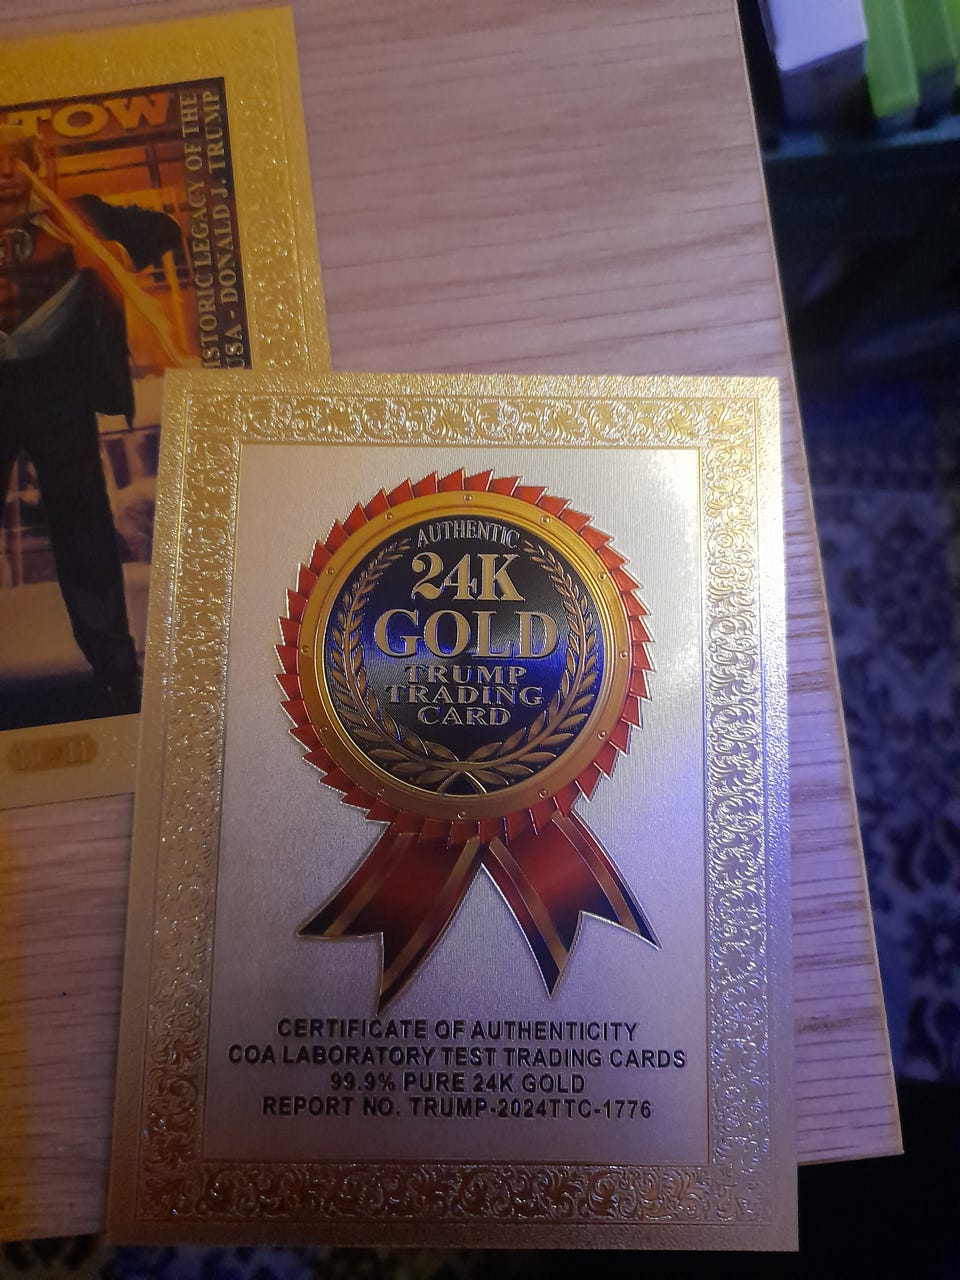 TOW
ISTORIC LEGACY OF THE
USA - DONALD J. TRUMP
AUTHENTIC
24K
GOLD
TRUMP
TRADING
CARD
CERTIFICATE OF AUTHENTICITY
COA LABORATORY TEST TRADING CARDS
99.9% PURE 24K GOLD
REPORT NO. TRUMP-2024TTC-1776